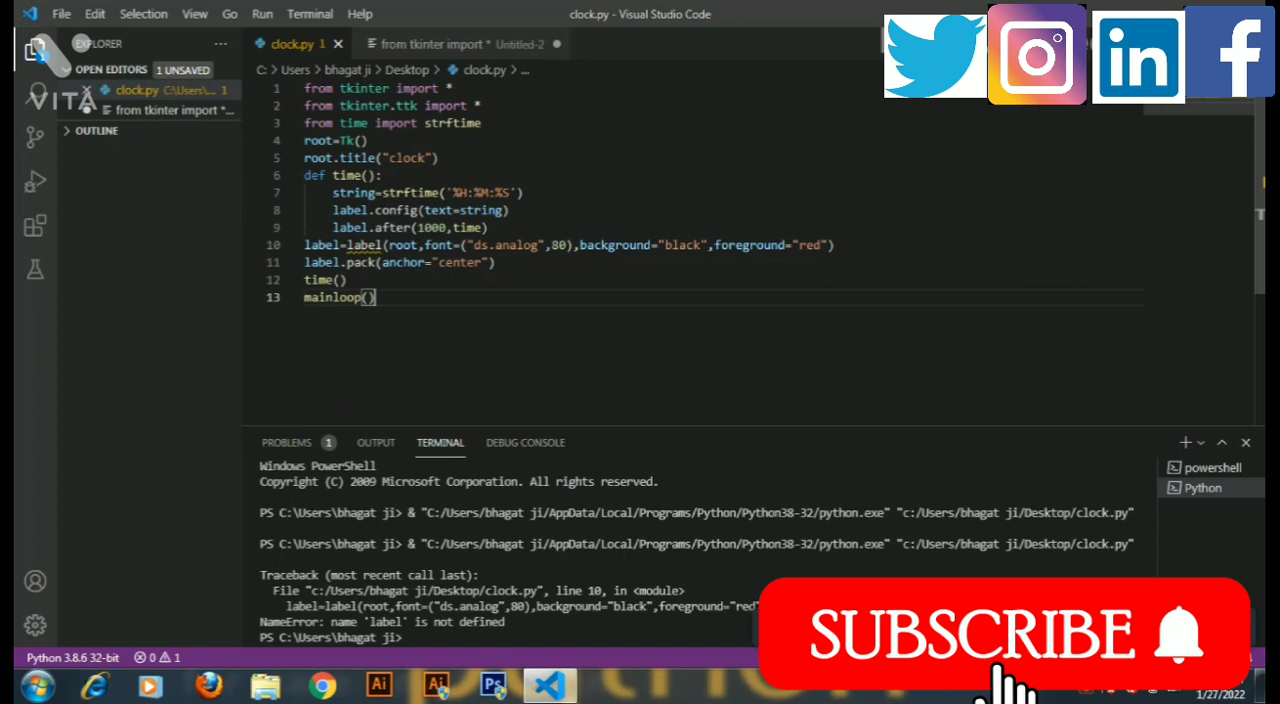 File Edit Selection View Go Run Terminal Help clock.py - Visual Studio Code
EXPLORER ...
clock.py 1
from tkinter import * Untitled-2
OPEN EDITORS 1 UNSAVED
C: > Users > bhagat ji > Desktop > clock.py > ...
clock.py C:\Users\... 1
from tkinter import *...
OUTLINE
VITA
1 from tkinter import *
2 from tkinter.ttk import *
3 from time import strftime
4 root=Tk()
5 root.title("clock")
6 def time():
7 string=strftime('%H:%M:%S')
8 label.config(text=string)
9 label.after(1000,time)
10 label=label(root,font=("ds.analog",80),background="black",foreground="red")
11 label.pack(anchor="center")
12 time()
13 mainloop()
in
f
PROBLEMS 1 OUTPUT TERMINAL DEBUG CONSOLE
powershell
Python
Windows PowerShell
Copyright (C) 2009 Microsoft Corporation. All rights reserved.
PS C:\Users\bhagat ji> & "C:/Users/bhagat ji/AppData/Local/Programs/Python/Python38-32/python.exe" "c:/Users/bhagat ji/Desktop/clock.py"
PS C:\Users\bhagat ji> & "C:/Users/bhagat ji/AppData/Local/Programs/Python/Python38-32/python.exe" "c:/Users/bhagat ji/Desktop/clock.py"
Traceback (most recent call last):
File "c:/Users/bhagat ji/Desktop/clock.py", line 10, in <module>
label=label(root,font=("ds.analog",80),background="black",foreground="red"
NameError: name 'label' is not defined
PS C:\Users\bhagat ji>
SUBSCRIBE
Python 3.8.6 32-bit 0 1
Ai Ai Ps
1/27/2022